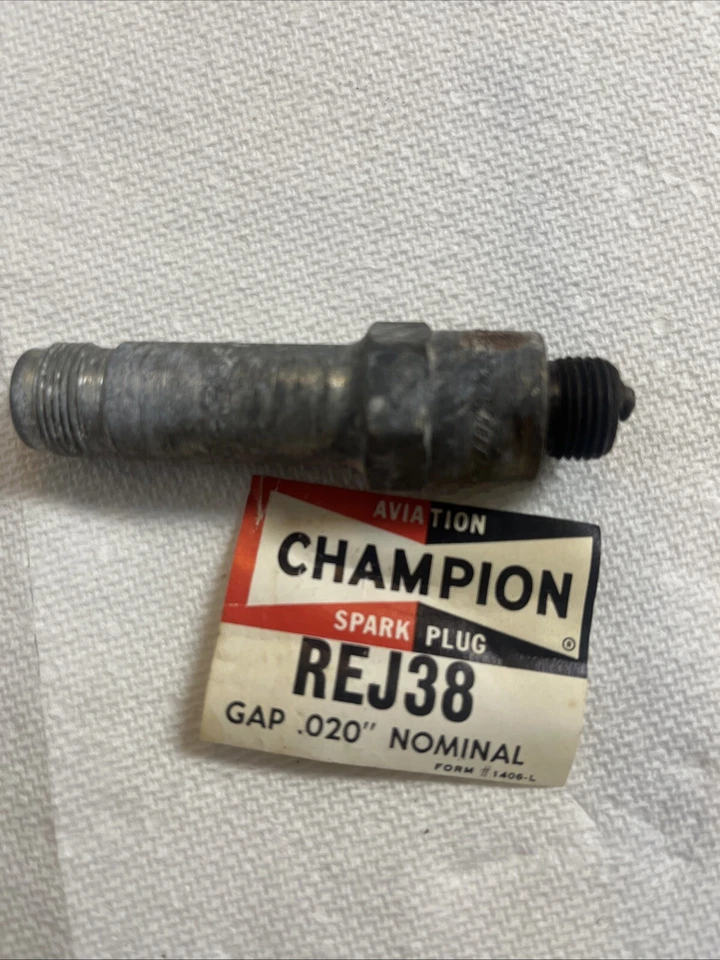 AVIATION
CHAMPION
®
SPARK PLUG
REJ38
GAP .020" NOMINAL
FORM #1406-L